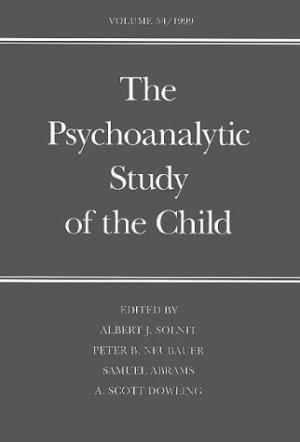 VOLUME 54/1999
The
Psychoanalytic
Study
of the Child
EDITED BY
ALBERT J. SOLNIT
PETER B. NEUBAUER
SAMUEL ABRAMS
A. SCOTT DOWLING